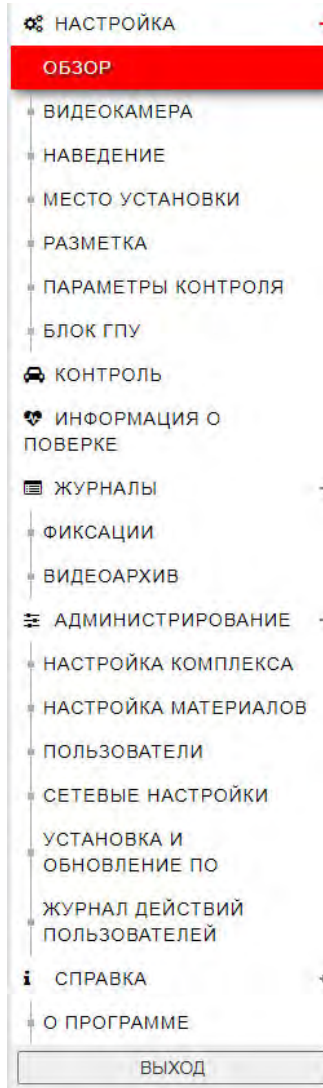 НАСТРОЙКА
ОБЗОР
ВИДЕОКАМЕРА
НАВЕДЕНИЕ
МЕСТО УСТАНОВКИ
РАЗМЕТКА
ПАРАМЕТРЫ КОНТРОЛЯ
БЛОК ГПУ
КОНТРОЛЬ
ИНФОРМАЦИЯ О
ПОВЕРКЕ
ЖУРНАЛЫ
ФИКСАЦИИ
ВИДЕОАРХИВ
АДМИНИСТРИРОВАНИЕ
НАСТРОЙКА КОМПЛЕКСА
НАСТРОЙКА МАТЕРИАЛОВ
ПОЛЬЗОВАТЕЛИ
СЕТЕВЫЕ НАСТРОЙКИ
УСТАНОВКА И
ОБНОВЛЕНИЕ ПО
ЖУРНАЛ ДЕЙСТВИЙ
ПОЛЬЗОВАТЕЛЕЙ
СПРАВКА
О ПРОГРАММЕ
ВЫХОД